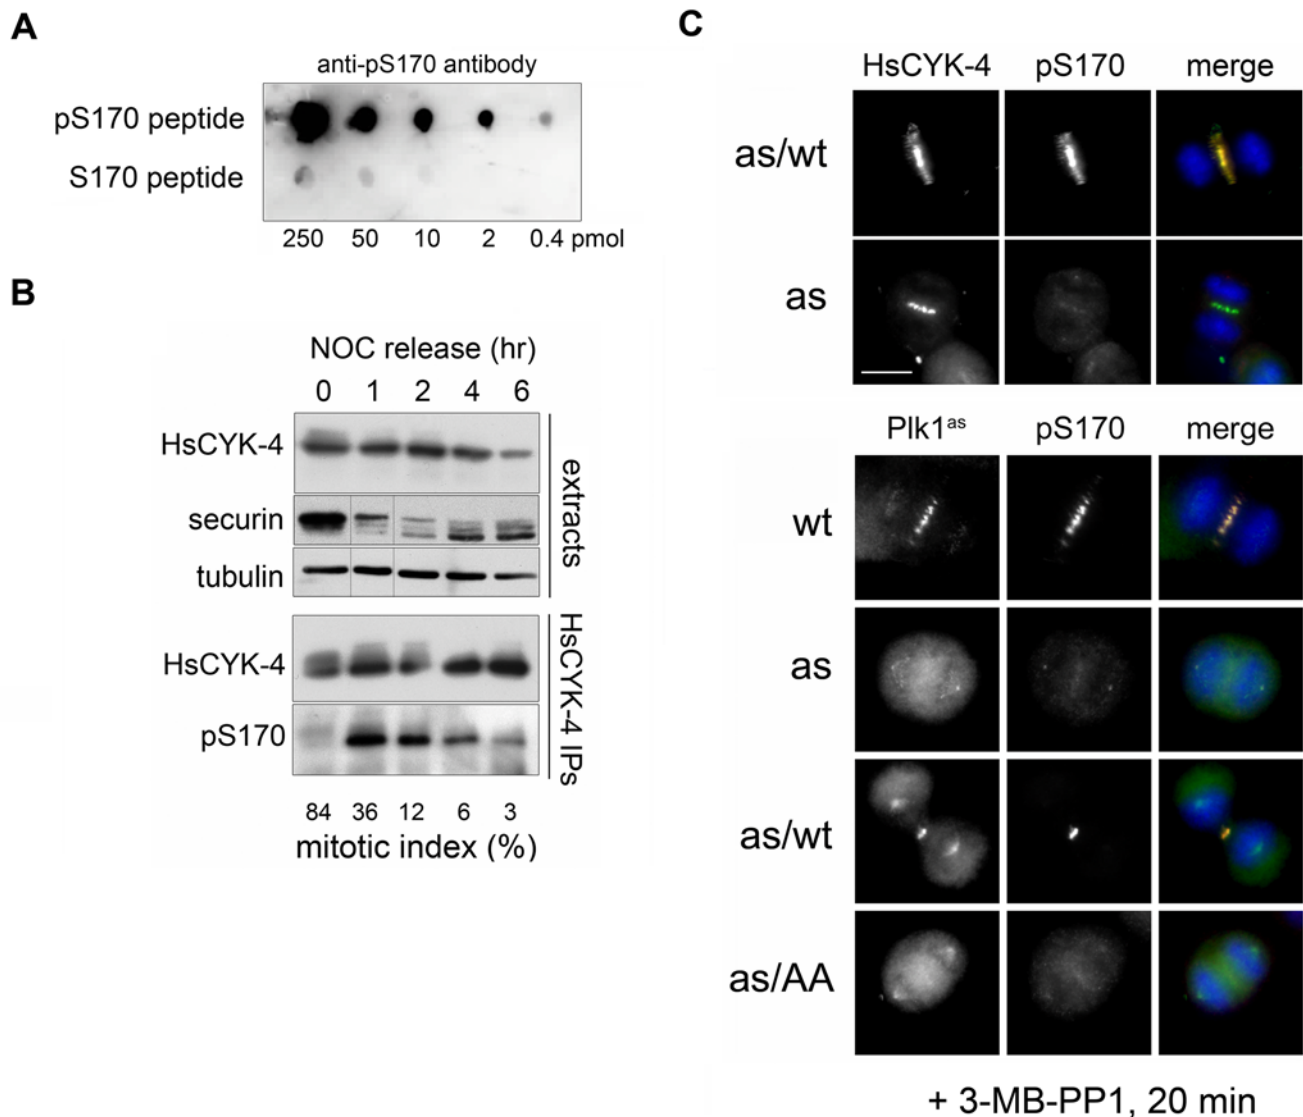 A
anti-pS170 antibody
pS170 peptide
S170 peptide
250 50 10 2 0.4 pmol
B
NOC release (hr)
0 1 2 4 6
HsCYK-4
securin
tubulin
extracts
HsCYK-4
pS170
HsCYK-4 IPs
84 36 12 6 3
mitotic index (%)
C
HsCYK-4 pS170 merge
as/wt
as
Plk1as pS170 merge
wt
as
as/wt
as/AA
+ 3-MB-PP1, 20 min